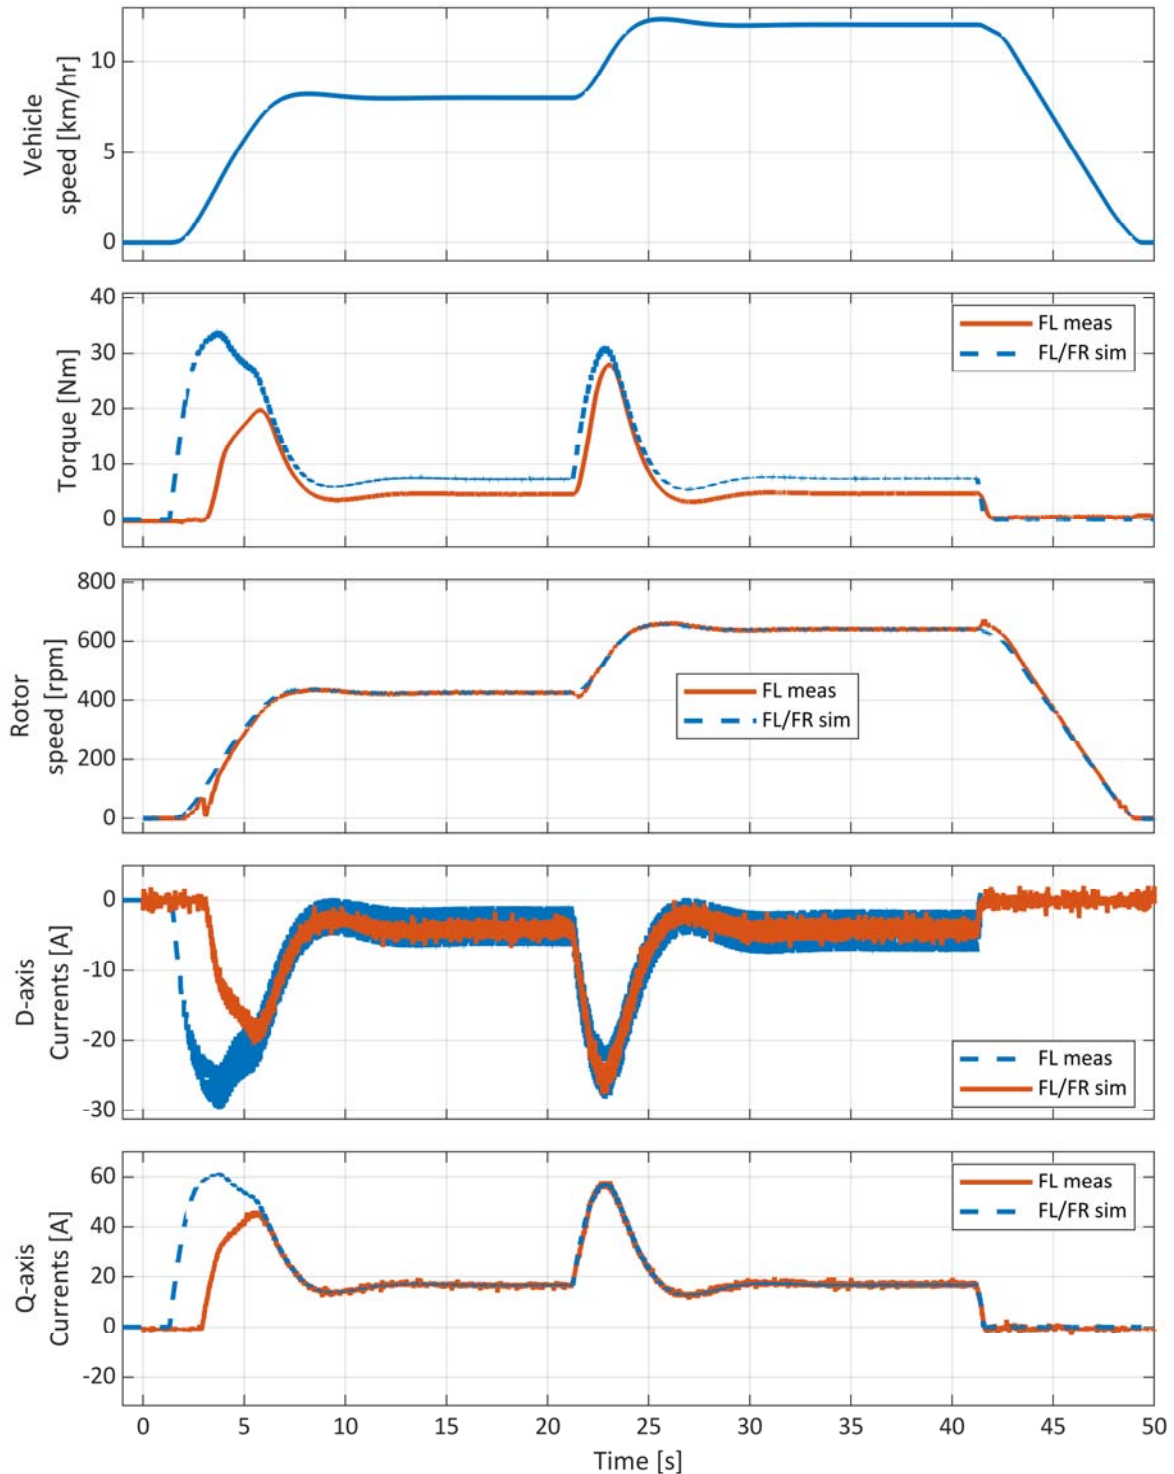 Vehicle
speed [km/hr]
10
5
0
Torque [Nm]
40
30
20
10
0
FL meas
FL/FR sim
Rotor
speed [rpm]
800
600
400
200
0
FL meas
FL/FR sim
D-axis
Currents [A]
0
-10
-20
-30
FL meas
FL/FR sim
Q-axis
Currents [A]
60
40
20
0
-20
FL meas
FL/FR sim
0 5 10 15 20 25 30 35 40 45 50
Time [s]